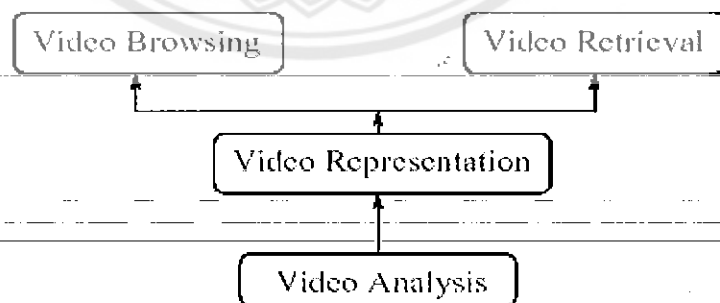 Video Browsing
Video Retrieval
Video Representation
Video Analysis